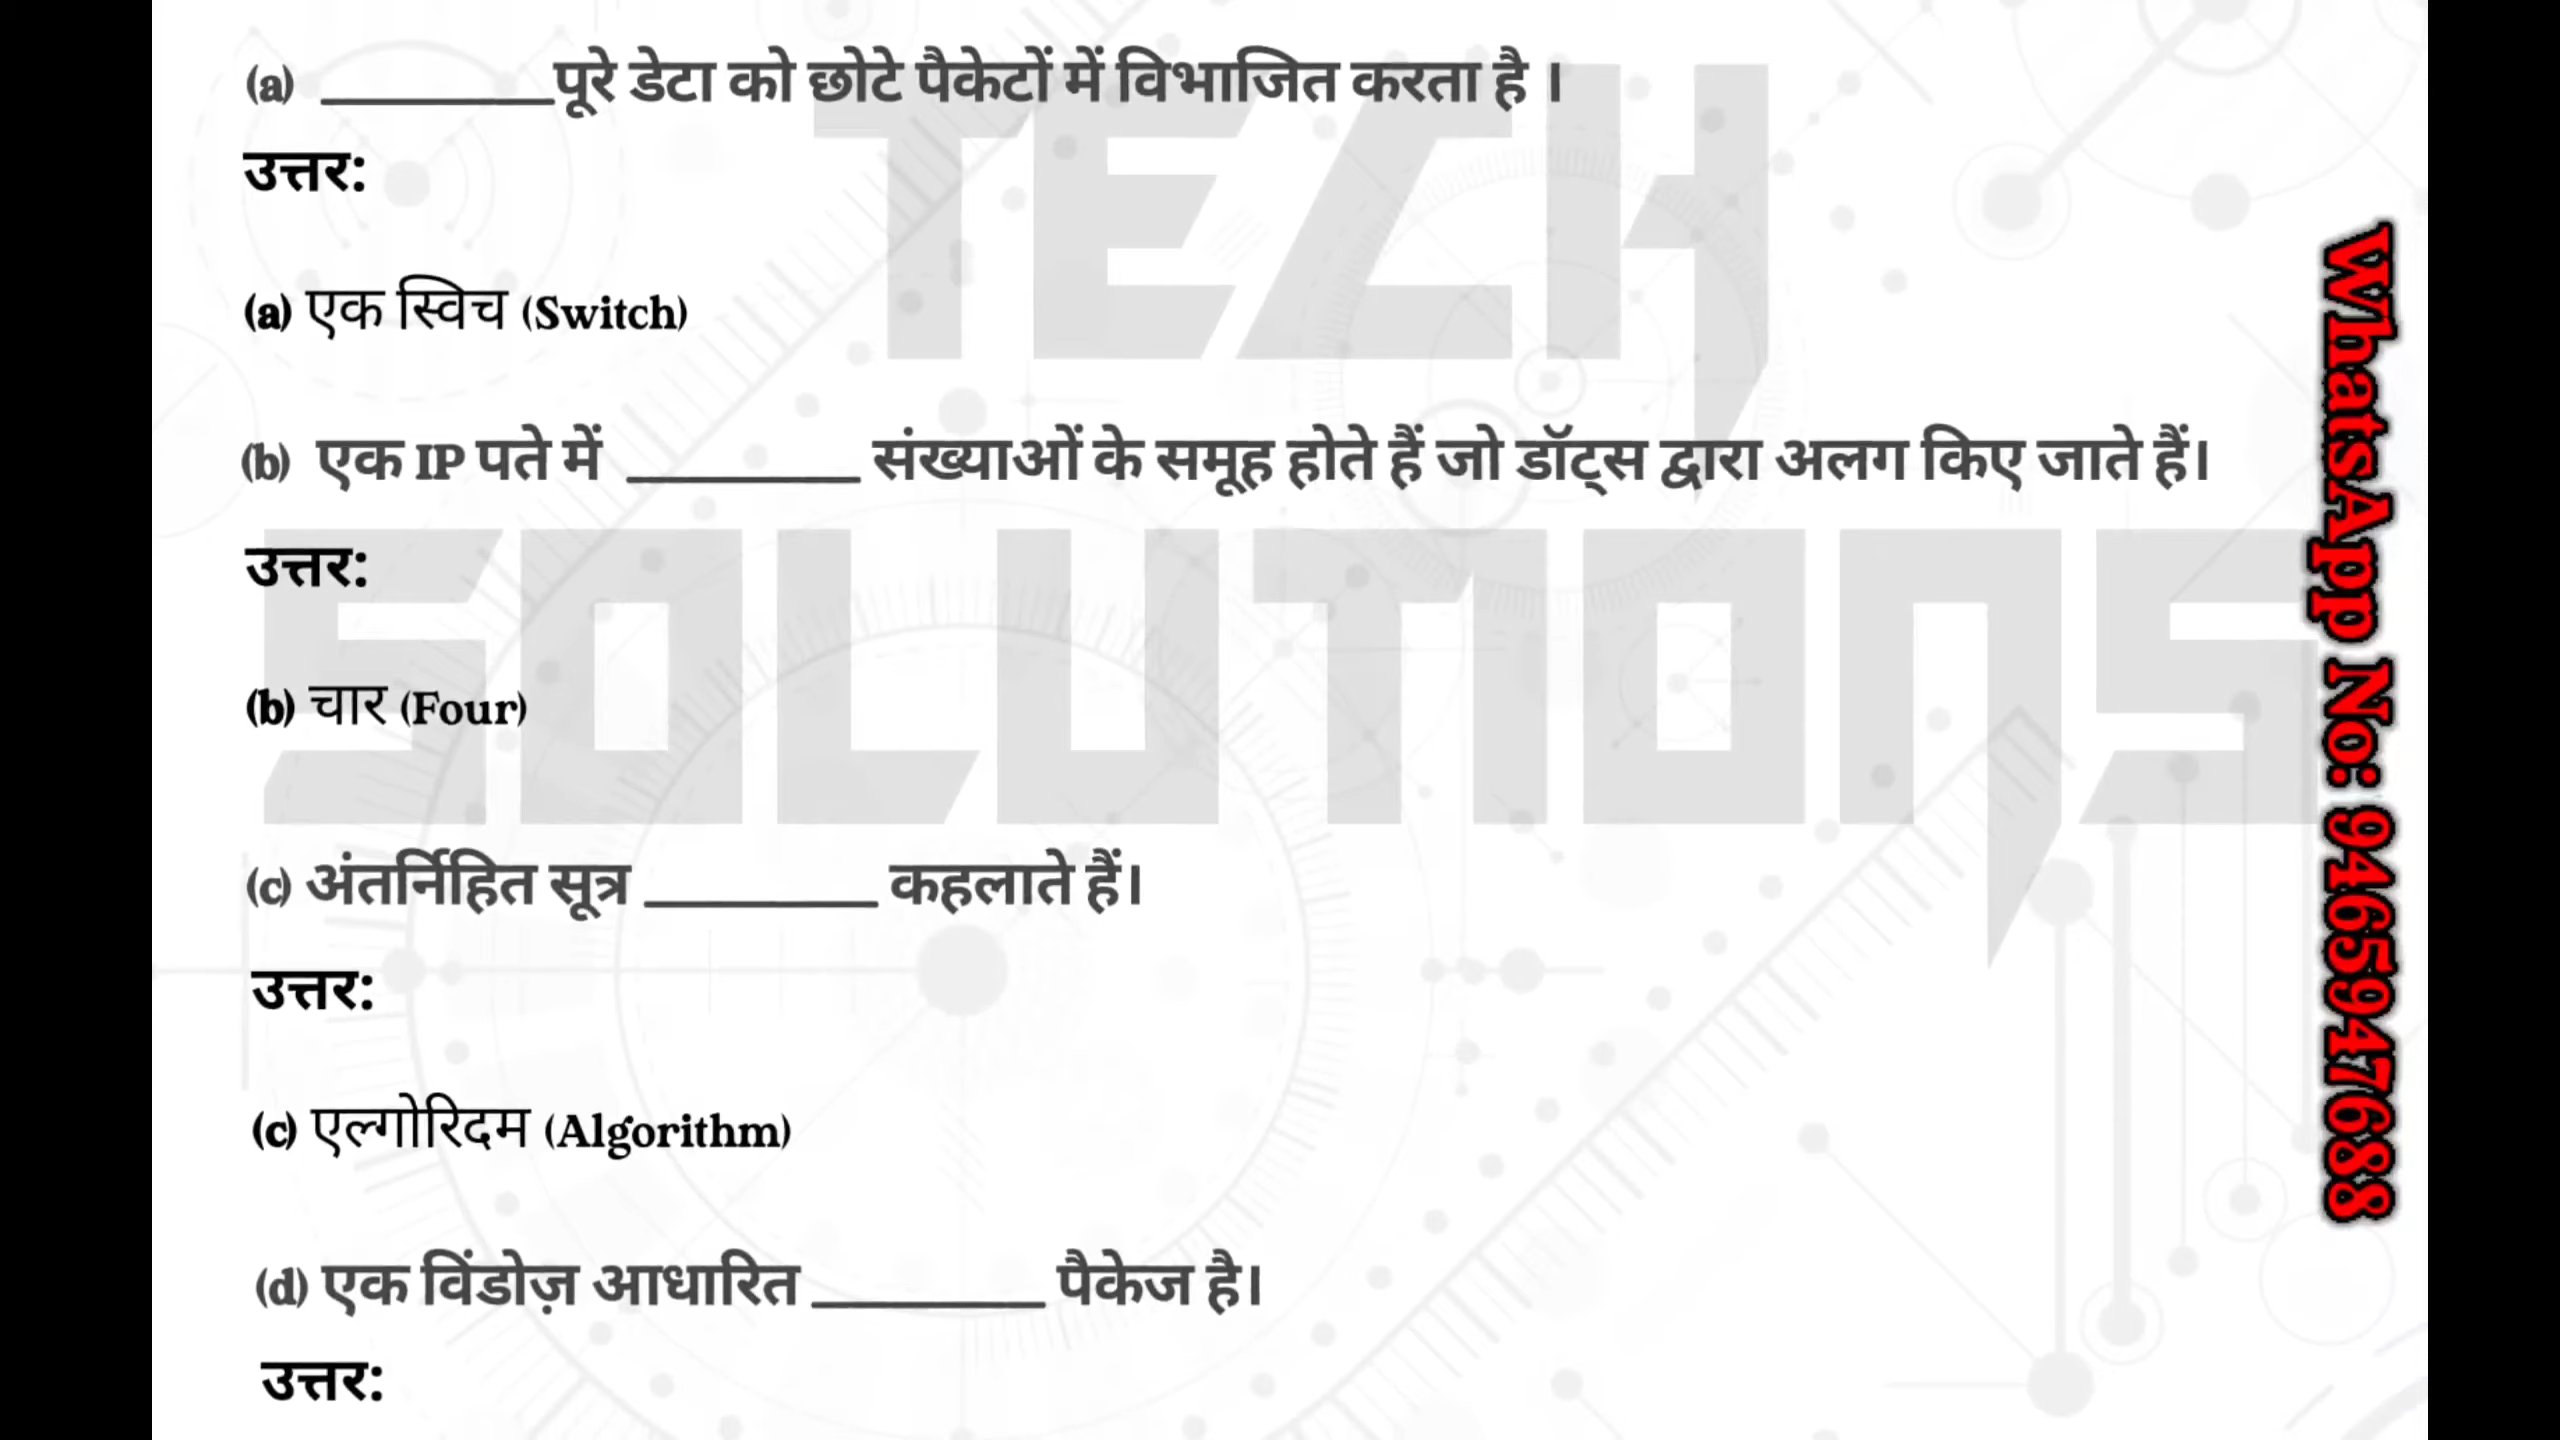 (a) ________पूरे डेटा को छोटे पैकेटों में विभाजित करता है ।
उत्तर:
(a) एक स्विच (Switch)
(b) एक IP पते में ________ संख्याओं के समूह होते हैं जो डॉट्स द्वारा अलग किए जाते हैं।
उत्तर:
(b) चार (Four)
(c) अंतर्निहित सूत्र ________ कहलाते हैं।
उत्तर:
(c) एल्गोरिदम (Algorithm)
(d) एक विंडोज़ आधारित ________ पैकेज है।
उत्तर:
TECH
SOLUTIONS
WhatsApp No: 9465947688